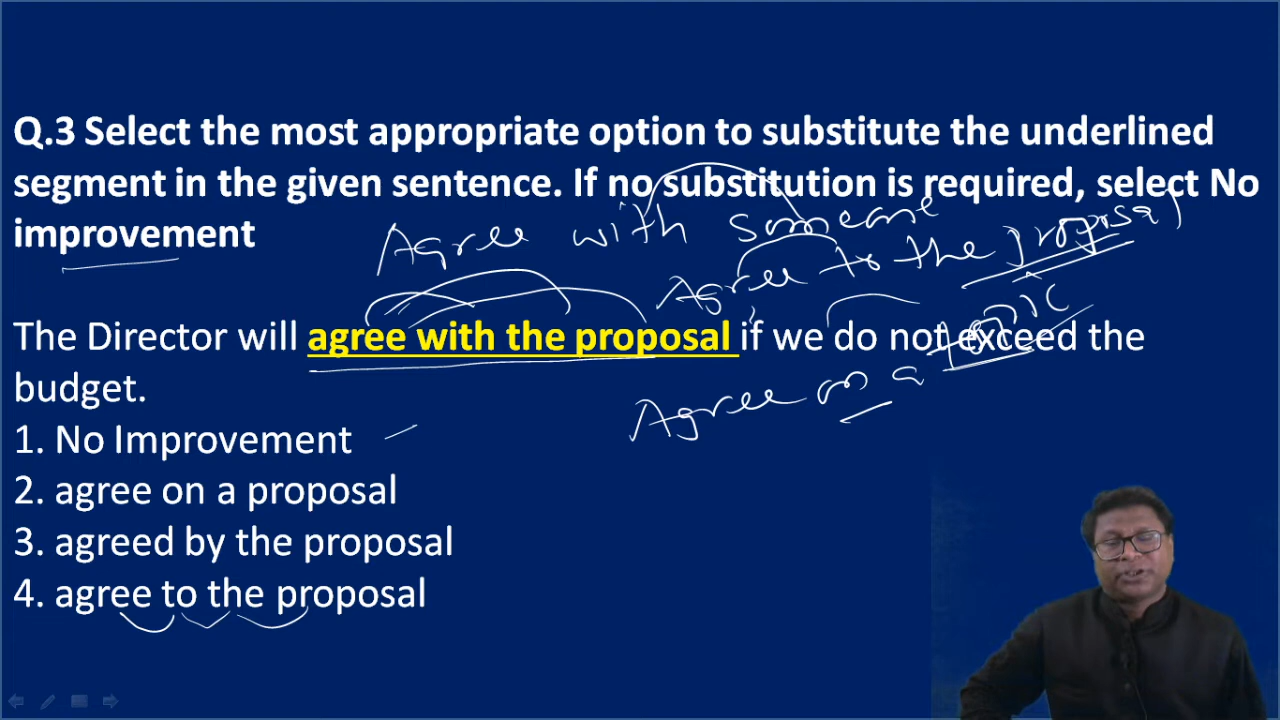 Q.3 Select the most appropriate option to substitute the underlined
segment in the given sentence. If no substitution is required, select No
improvement
Agree with someone
Agree to the proposal
The Director will agree with the proposal if we do not exceed the
budget.
Agree on a topic
1. No Improvement
2. agree on a proposal
3. agreed by the proposal
4. agree to the proposal